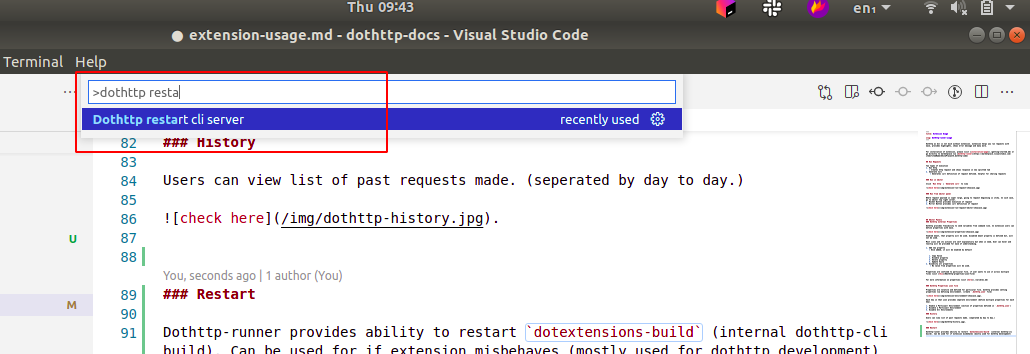 Thu 09:43
en₁
● extension-usage.md - dothttp-docs - Visual Studio Code
Terminal Help
>dothttp resta
Dothttp restart cli server recently used
82 ### History
83
84 Users can view list of past requests made. (seperated by day to day.)
85
86 ![check here](/img/dothttp-history.jpg).
87
88
U
You, seconds ago | 1 author (You)
M
89 ### Restart
90
91 Dothttp-runner provides ability to restart `dotextensions-build` (internal dothttp-cli
build). Can be used for if extension misbehaves (mostly used for dothttp development)